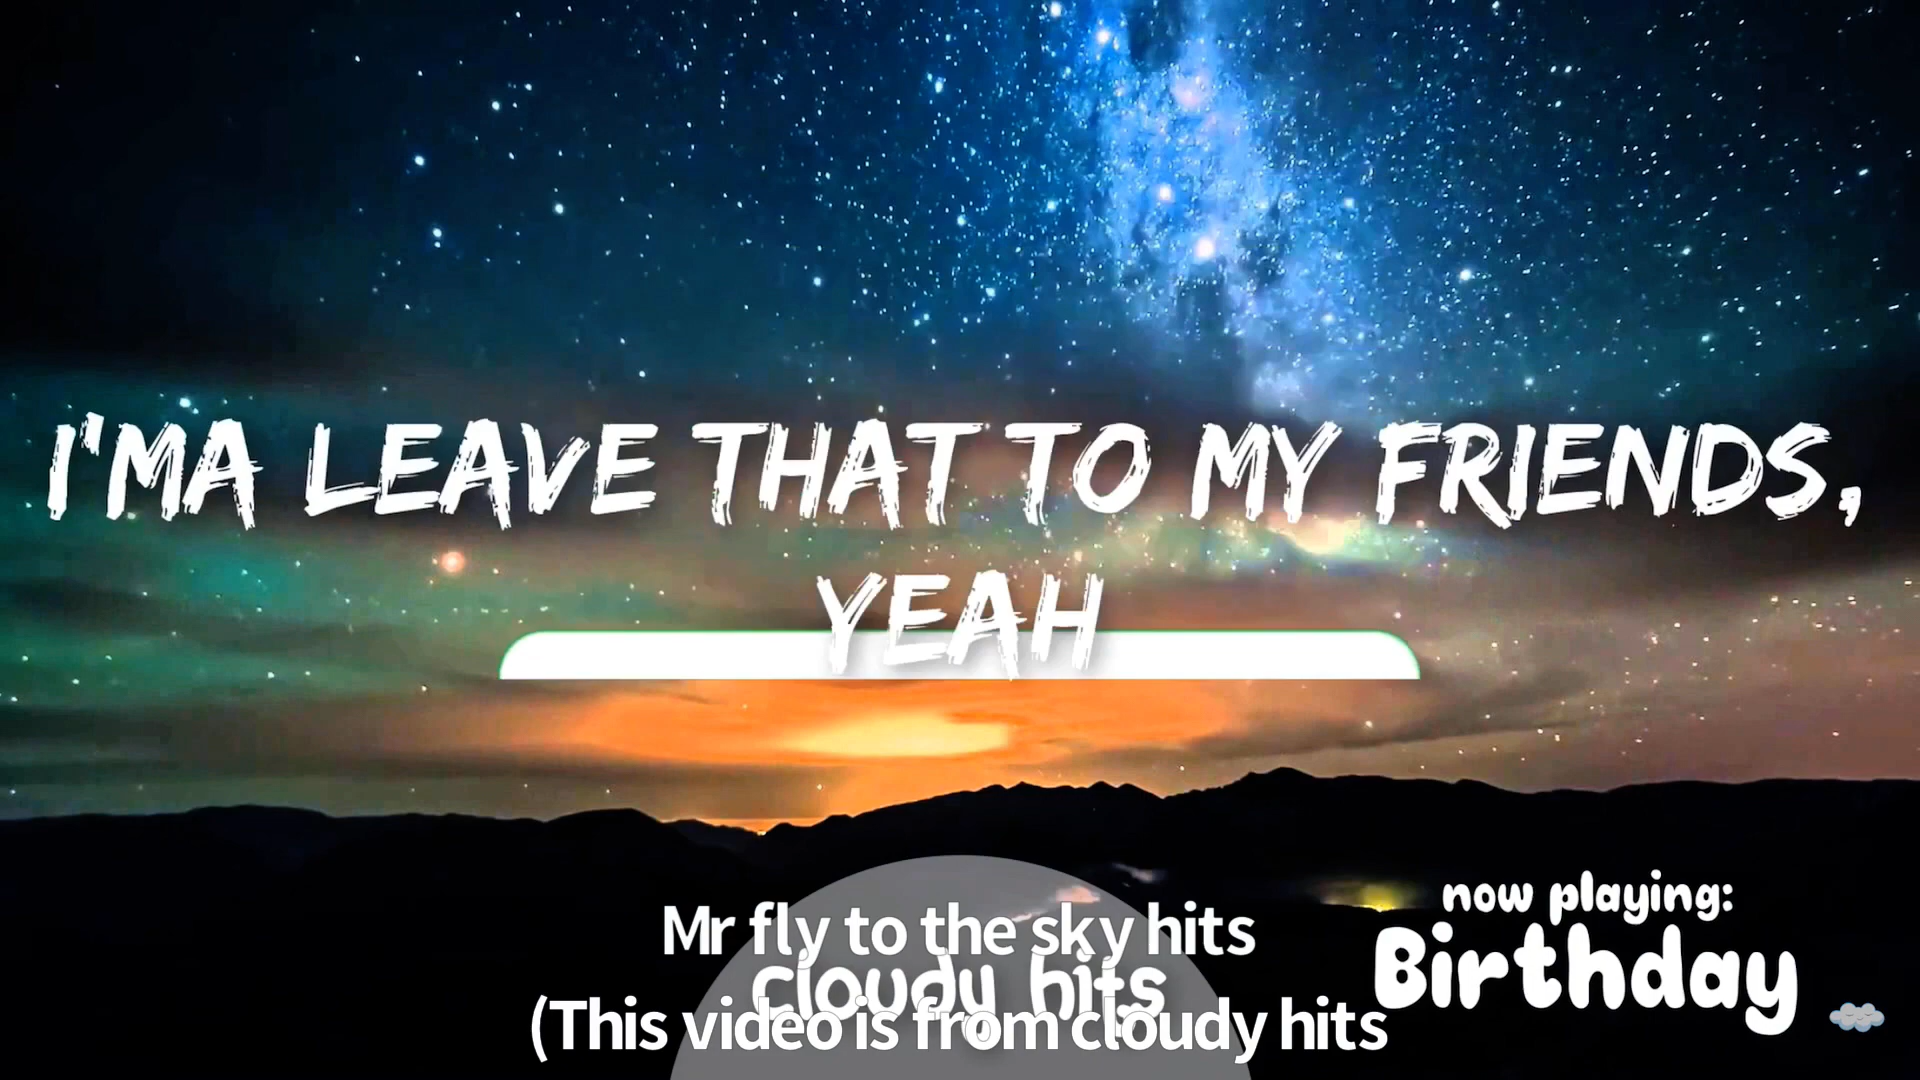 I'MA LEAVE THAT TO MY FRIENDS,
YEAH
now playing:
Birthday
Mr fly to the sky hits
cloudy hits
(This video is from cloudy hits